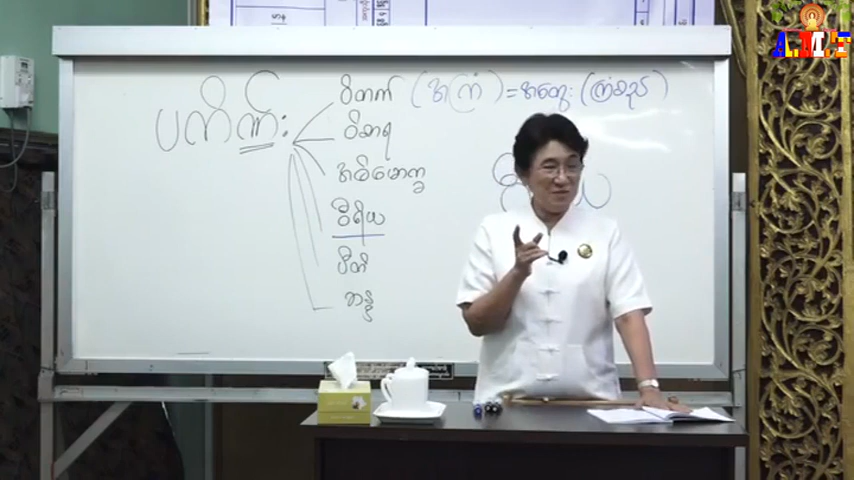 A.M.T
ပကိဏ်း
ဝိတက် (အကြံ) = အတွေး (ကြံစည်)
ဝိစာရ
အဓိမောက္ခ
ဝီရိယ
ပီတိ
ဆန္ဒ